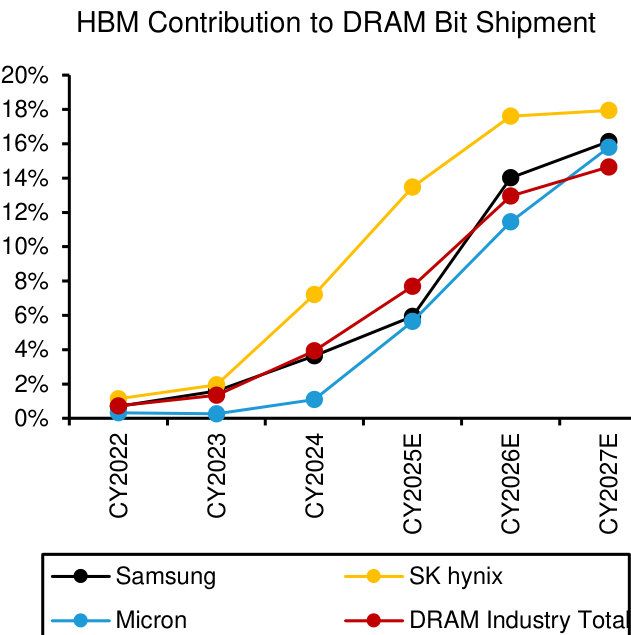 HBM Contribution to DRAM Bit Shipment
20%
18%
16%
14%
12%
10%
8%
6%
4%
2%
0%
CY2022
CY2023
CY2024
CY2025E
CY2026E
CY2027E
Samsung
SK hynix
Micron
DRAM Industry Total